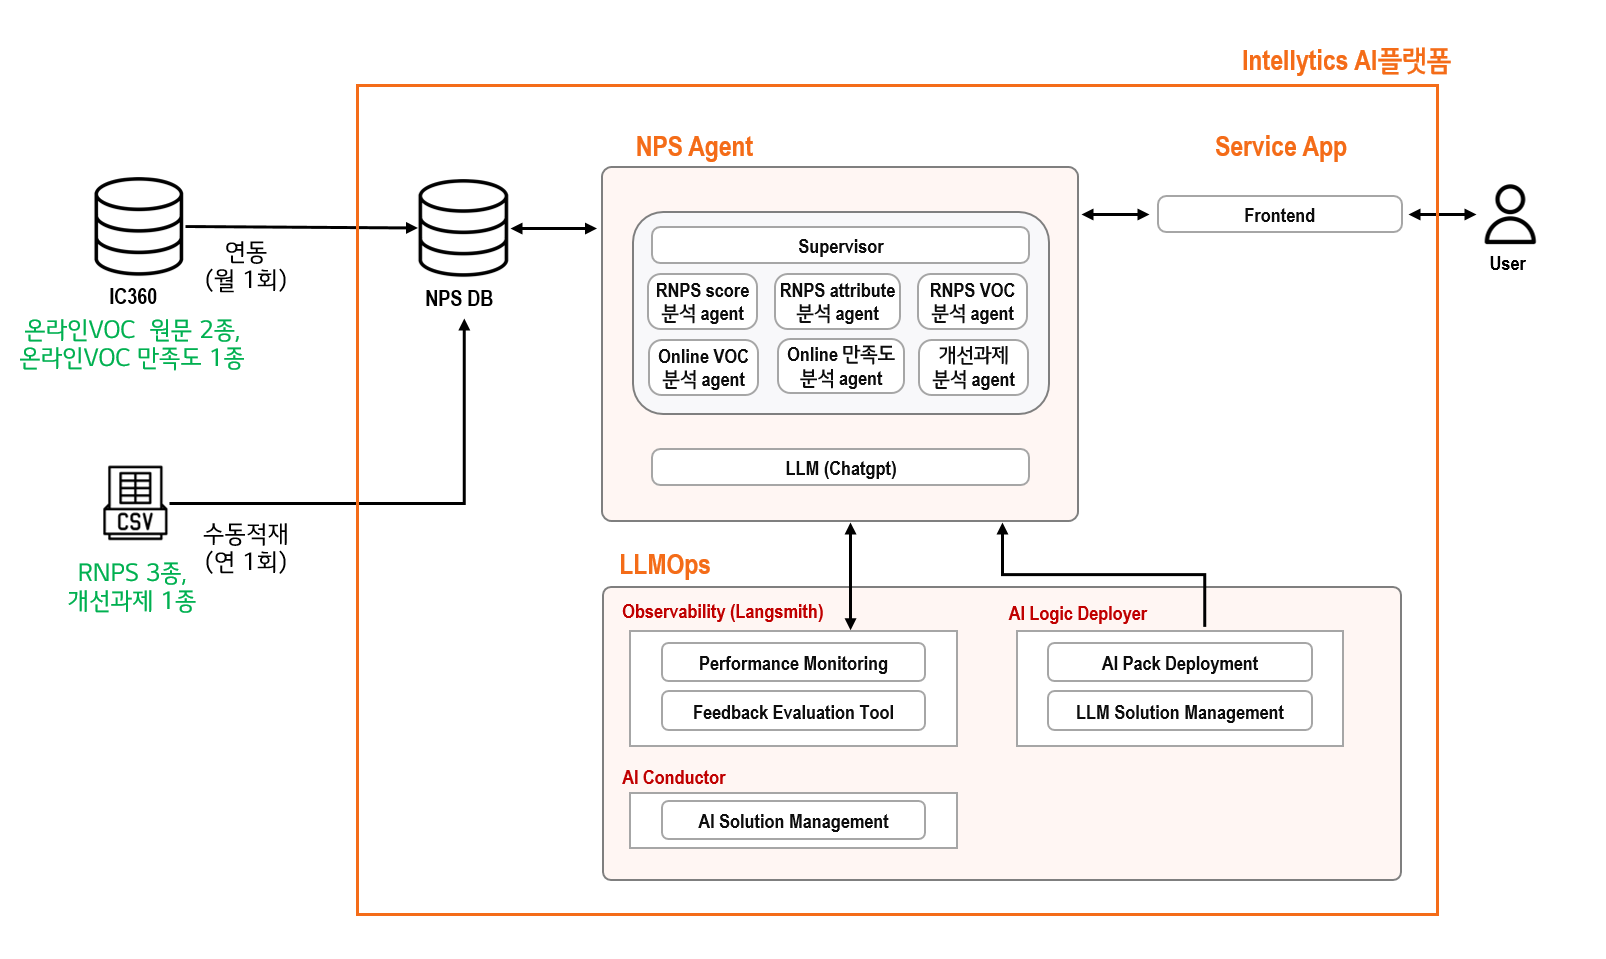 Intellytics AI플랫폼
NPS Agent
Service App
IC360
온라인VOC 원문 2종,
온라인VOC 만족도 1종
연동
(월 1회)
NPS DB
Supervisor
RNPS score
분석 agent
RNPS attribute
분석 agent
RNPS VOC
분석 agent
Online VOC
분석 agent
Online 만족도
분석 agent
개선과제
분석 agent
LLM (Chatgpt)
Frontend
User
CSV
수동적재
(연 1회)
RNPS 3종,
개선과제 1종
LLMOps
Observability (Langsmith)
Performance Monitoring
Feedback Evaluation Tool
AI Logic Deployer
AI Pack Deployment
LLM Solution Management
AI Conductor
AI Solution Management